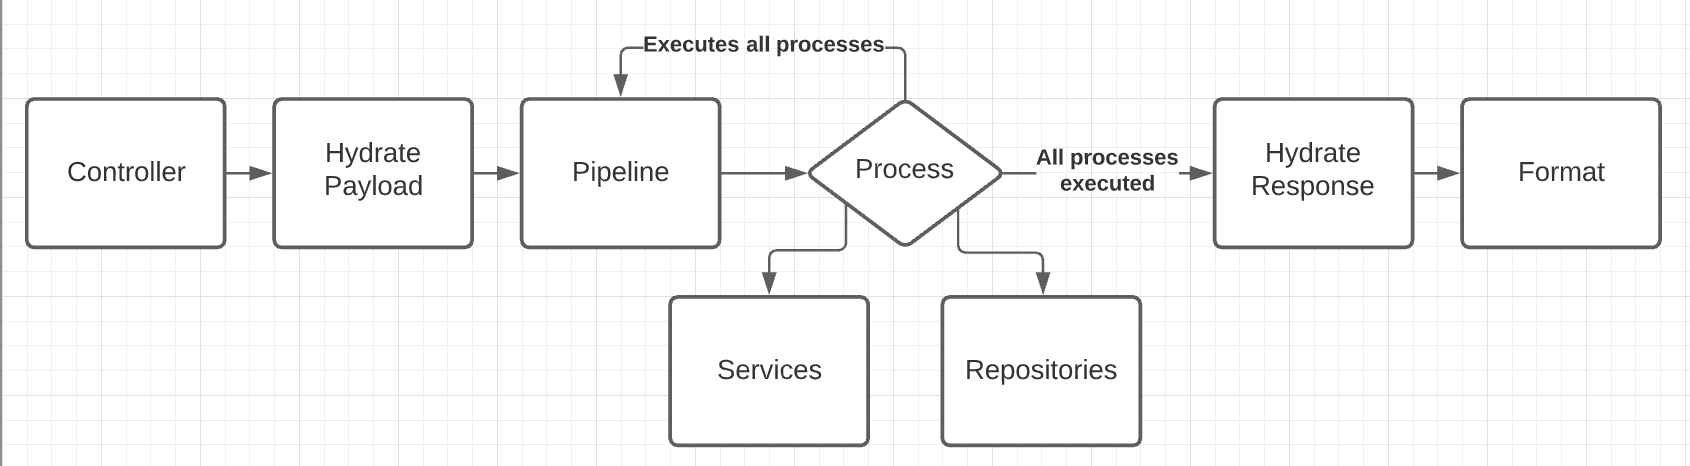 Executes all processes
Controller
Hydrate
Payload
Pipeline
Process
All processes
executed
Hydrate
Response
Format
Services
Repositories